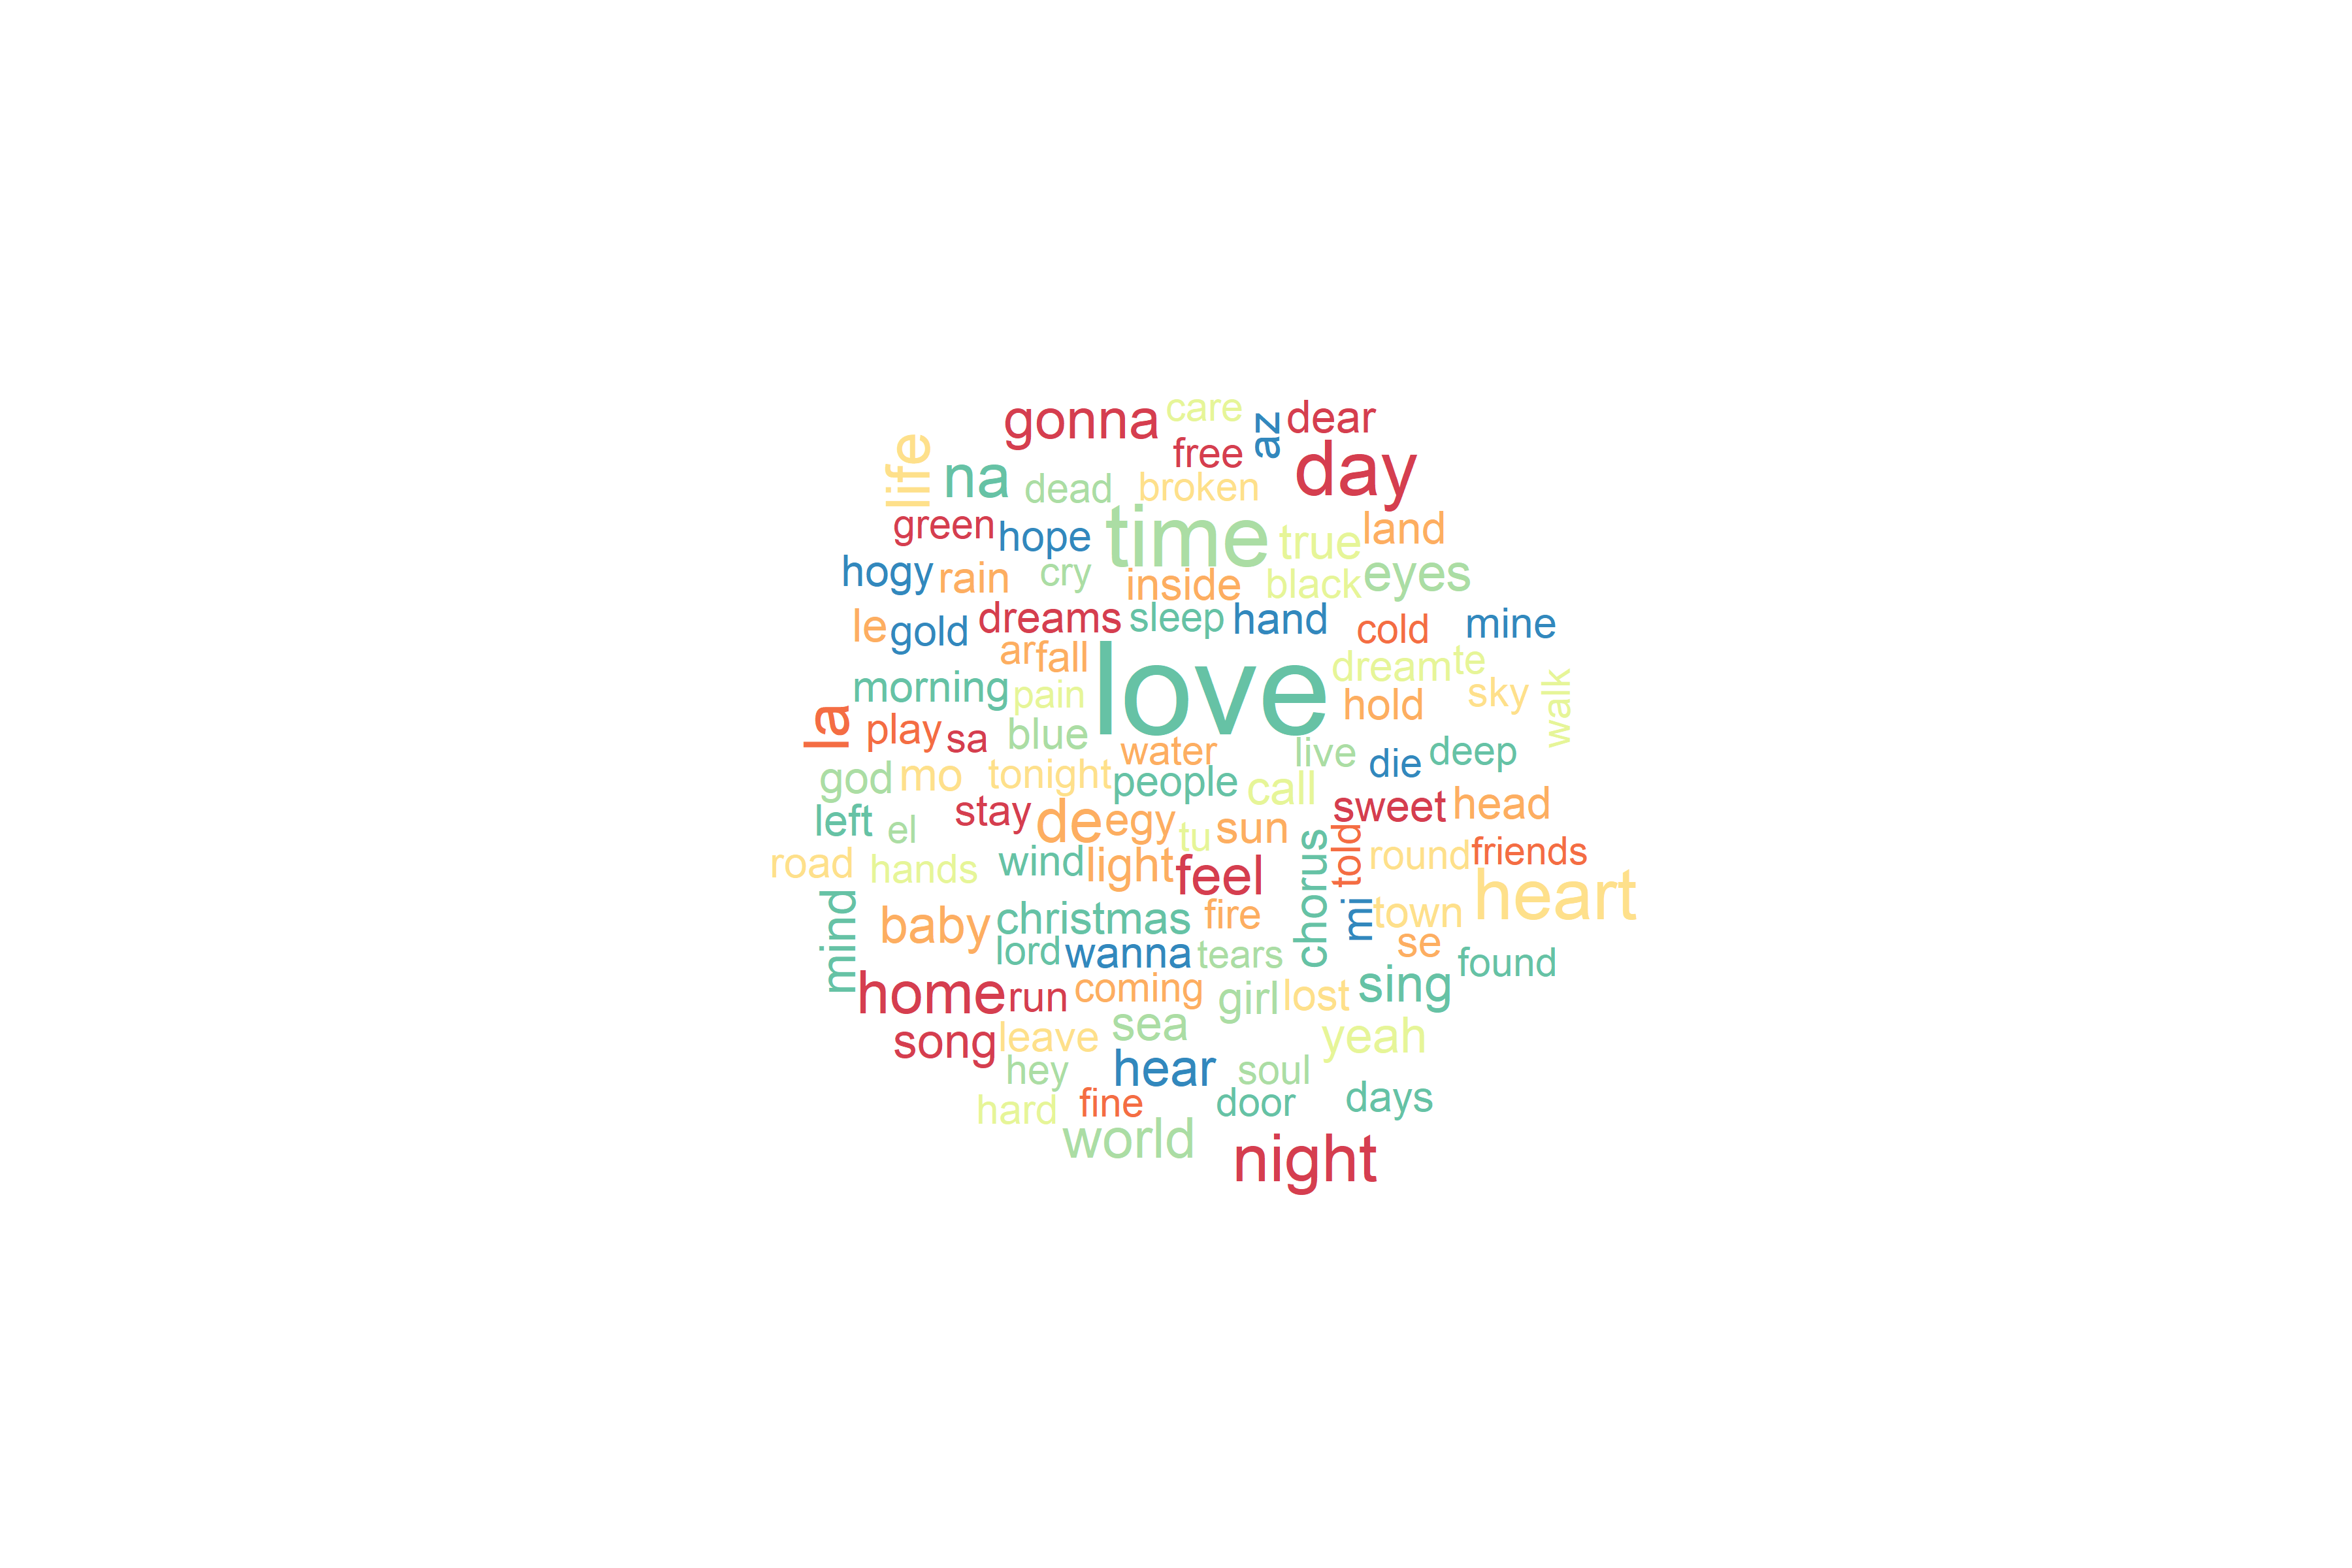 gonna care az dear
life na free day
dead broken
green hope time true land
hogy rain cry inside black eyes
le gold dreams sleep hand cold mine
ar fall love dream te
morning pain hold sky walk
la play sa blue
water live die deep
god mo tonight people call
left el stay de egy tu sun sweet head
road hands wind light feel chorus told round friends
mind baby christmas fire mi town heart
lord wanna tears se found
home run coming girl lost sing
song leave sea yeah
hey hear soul
hard fine door days
world night